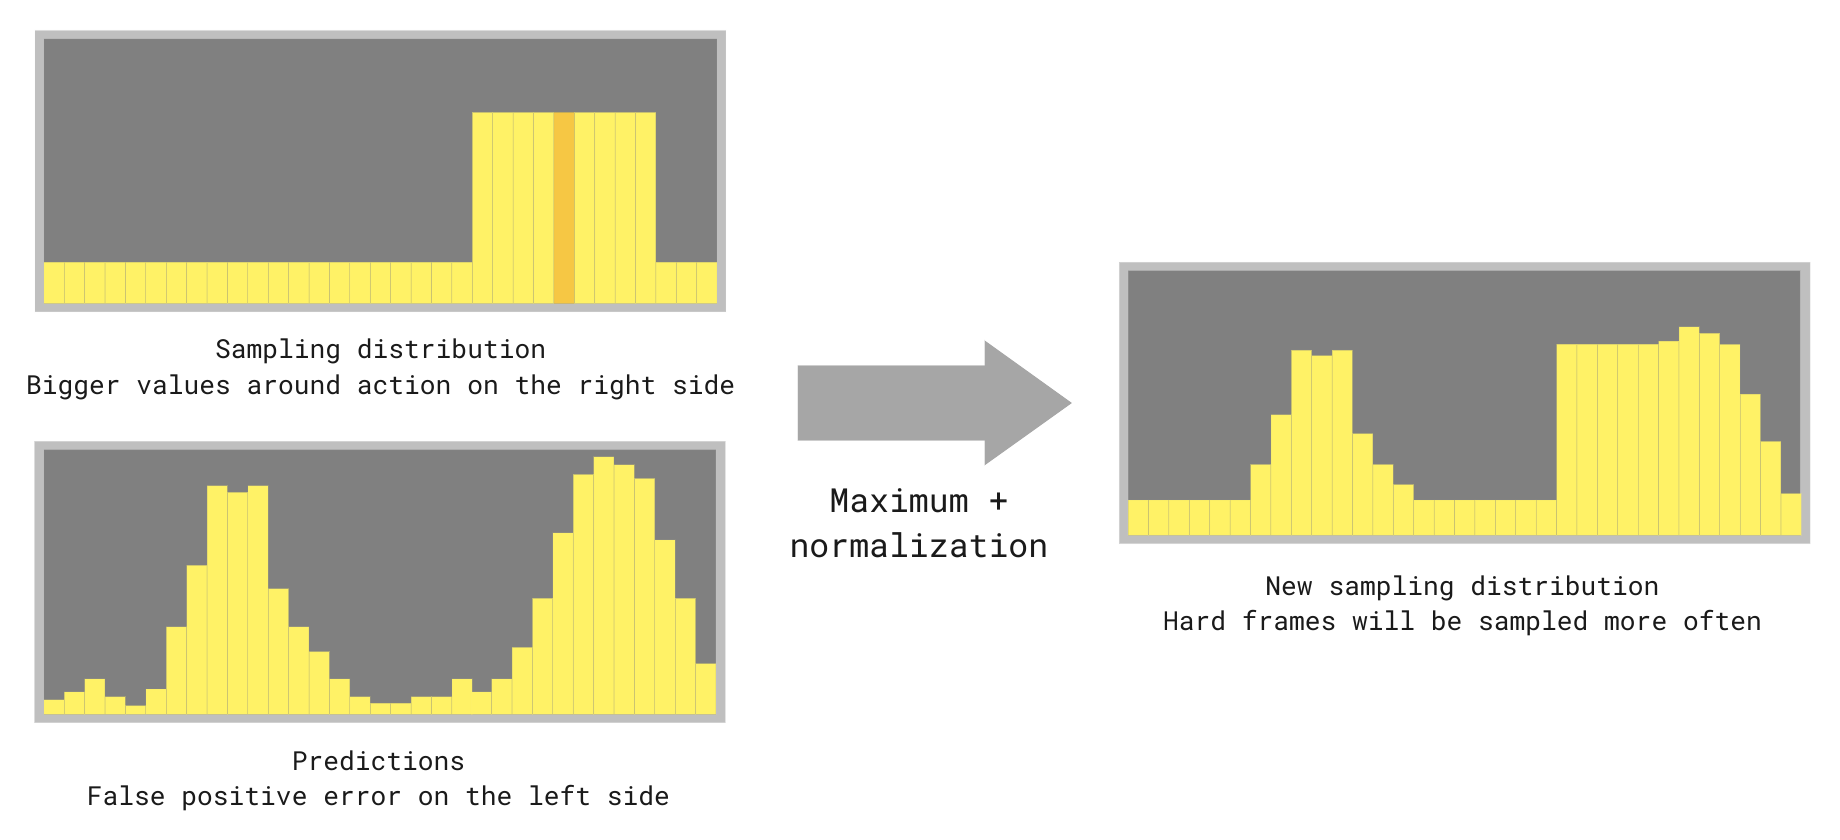 Sampling distribution
Bigger values around action on the right side
Predictions
False positive error on the left side
Maximum +
normalization
New sampling distribution
Hard frames will be sampled more often